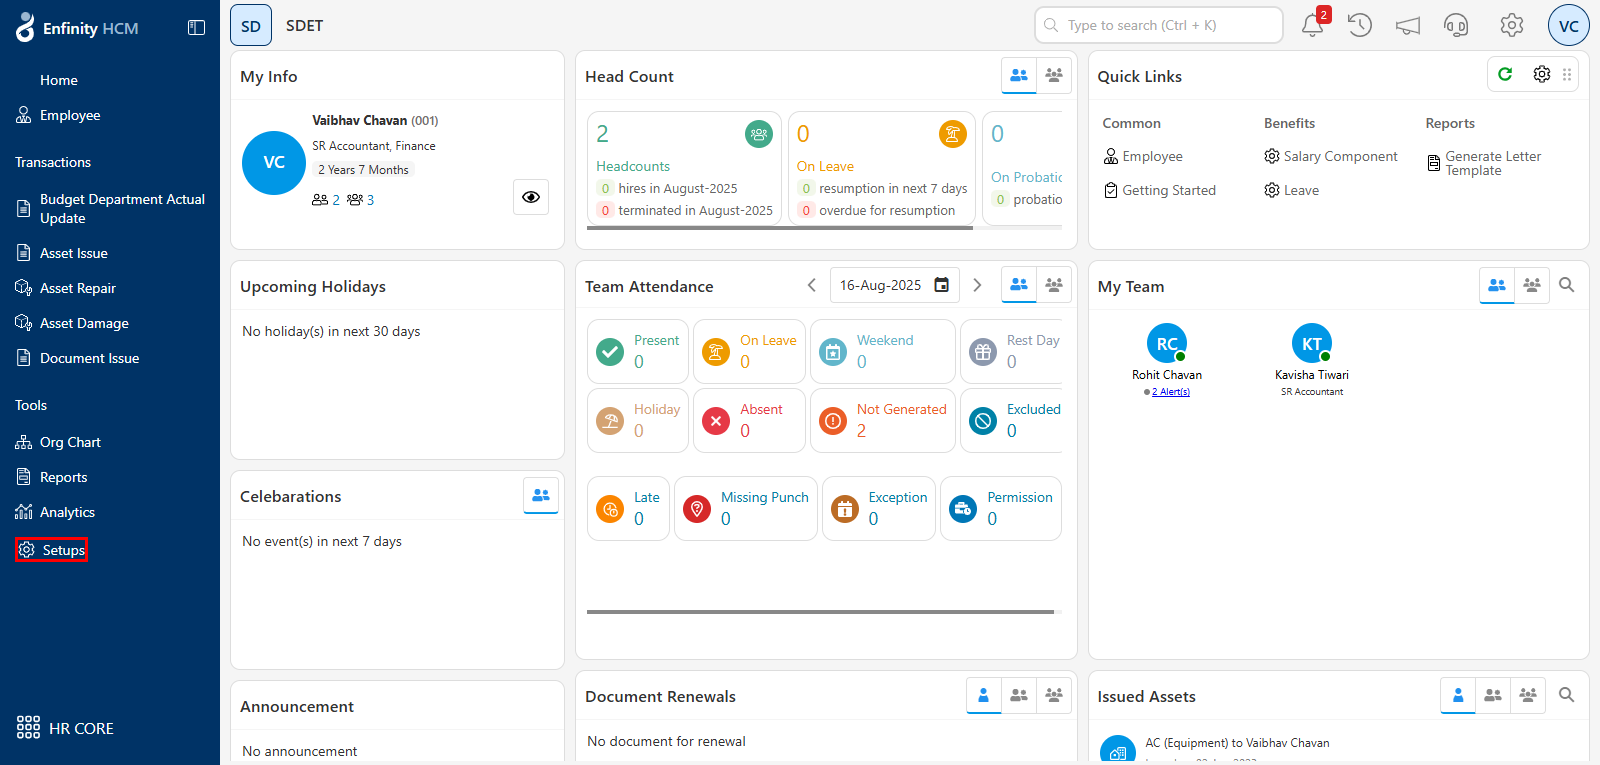 Enfinity HCM
Home
Employee
Transactions
Budget Department Actual
Update
Asset Issue
Asset Repair
Asset Damage
Document Issue
Tools
Org Chart
Reports
Analytics
Setups
HR CORE
SD SDET
Type to search (Ctrl + K)
2
VC
My Info
VC
Vaibhav Chavan (001)
SR Accountant, Finance
2 Years 7 Months
2 3
Head Count
2
Headcounts
0 hires in August-2025
0 terminated in August-2025
0
On Leave
0 resumption in next 7 days
0 overdue for resumption
0
On Probatio
0 probatio
Quick Links
Common
Employee
Getting Started
Benefits
Salary Component
Leave
Reports
Generate Letter
Template
Upcoming Holidays
No holiday(s) in next 30 days
Team Attendance
16-Aug-2025
Present
0
On Leave
0
Weekend
0
Rest Day
0
Holiday
0
Absent
0
Not Generated
2
Excluded
0
Late
0
Missing Punch
0
Exception
0
Permission
0
My Team
RC
Rohit Chavan
2 Alert(s)
KT
Kavisha Tiwari
SR Accountant
Celebarations
No event(s) in next 7 days
Announcement
No announcement
Document Renewals
No document for renewal
Issued Assets
AC (Equipment) to Vaibhav Chavan